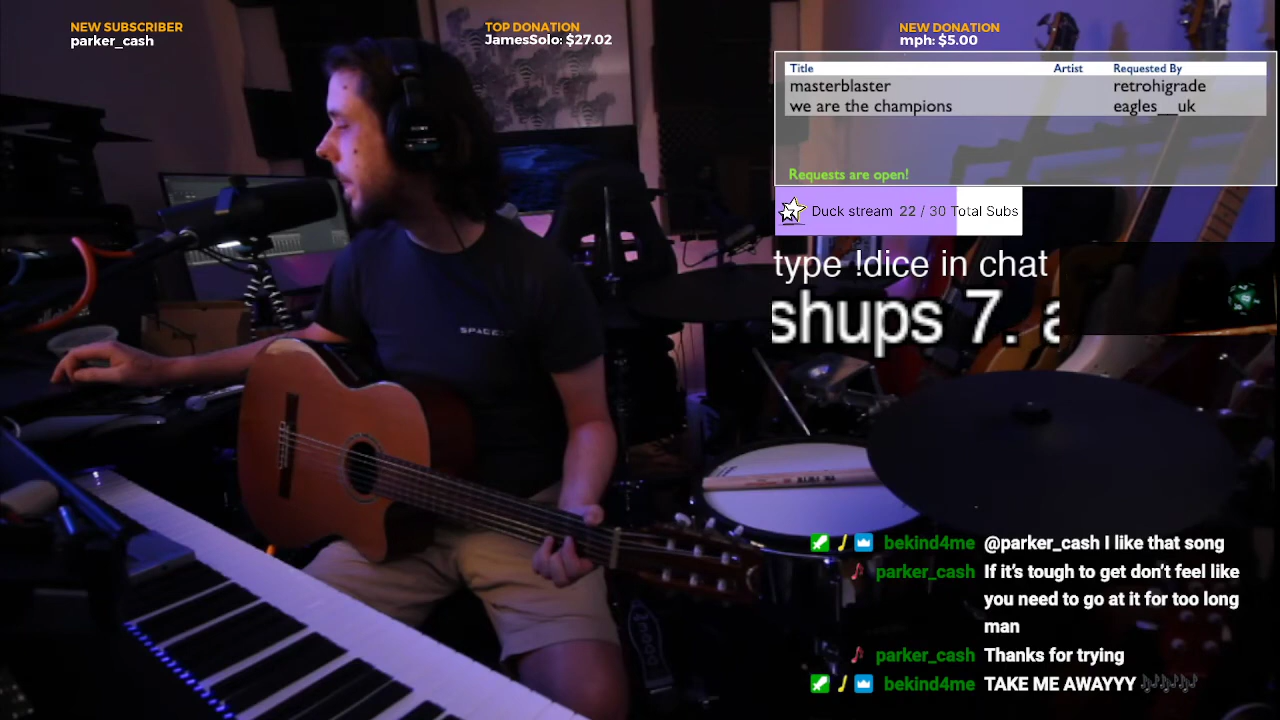 NEW SUBSCRIBER
parker_cash
TOP DONATION
JamesSolo: $27.02
NEW DONATION
mph: $5.00
Title Artist Requested By
masterblaster retrohigrade
we are the champions eagles__uk
Requests are open!
Duck stream 22 / 30 Total Subs
type !dice in chat
shups 7. a
SPACE
bekind4me @parker_cash I like that song
parker_cash If it's tough to get don't feel like
you need to go at it for too long
man
parker_cash Thanks for trying
bekind4me TAKE ME AWAYYY